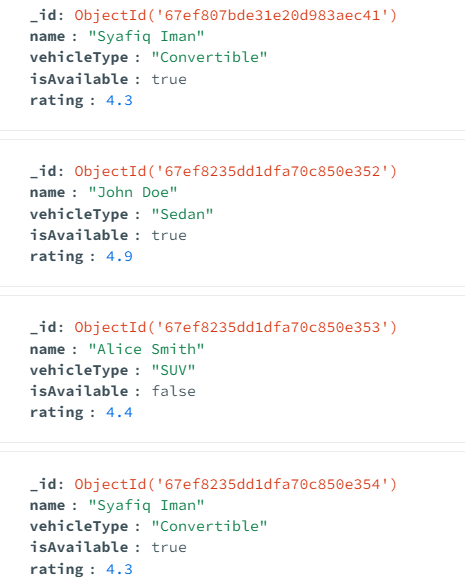 _id: ObjectId('67ef807bde31e20d983aec41')
name : "Syafiq Iman"
vehicleType : "Convertible"
isAvailable : true
rating : 4.3
_id: ObjectId('67ef8235dd1dfa70c850e352')
name : "John Doe"
vehicleType : "Sedan"
isAvailable : true
rating : 4.9
_id: ObjectId('67ef8235dd1dfa70c850e353')
name : "Alice Smith"
vehicleType : "SUV"
isAvailable : false
rating : 4.4
_id: ObjectId('67ef8235dd1dfa70c850e354')
name : "Syafiq Iman"
vehicleType : "Convertible"
isAvailable : true
rating : 4.3